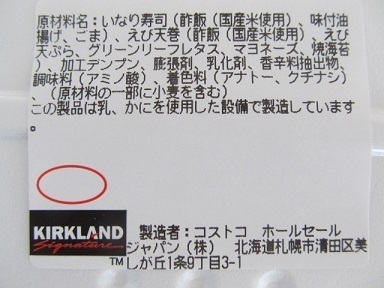 原材料名：いなり寿司（酢飯（国産米使用）、味付油
揚げ、ごま）、えび天巻（酢飯（国産米使用）、えび
天ぷら、グリーンリーフレタス、マヨネーズ、焼海苔
）、加工デンプン、膨張剤、乳化剤、香辛料抽出物、
調味料（アミノ酸）、着色料（アナトー、クチナシ）
、（原材料の一部に小麦を含む）
この製品は乳、かにを使用した設備で製造しています
。
KIRKLAND
Signature
TM
製造者：コストコ　ホールセール
ジャパン（株）　北海道札幌市清田区美
しが丘1条9丁目3-1